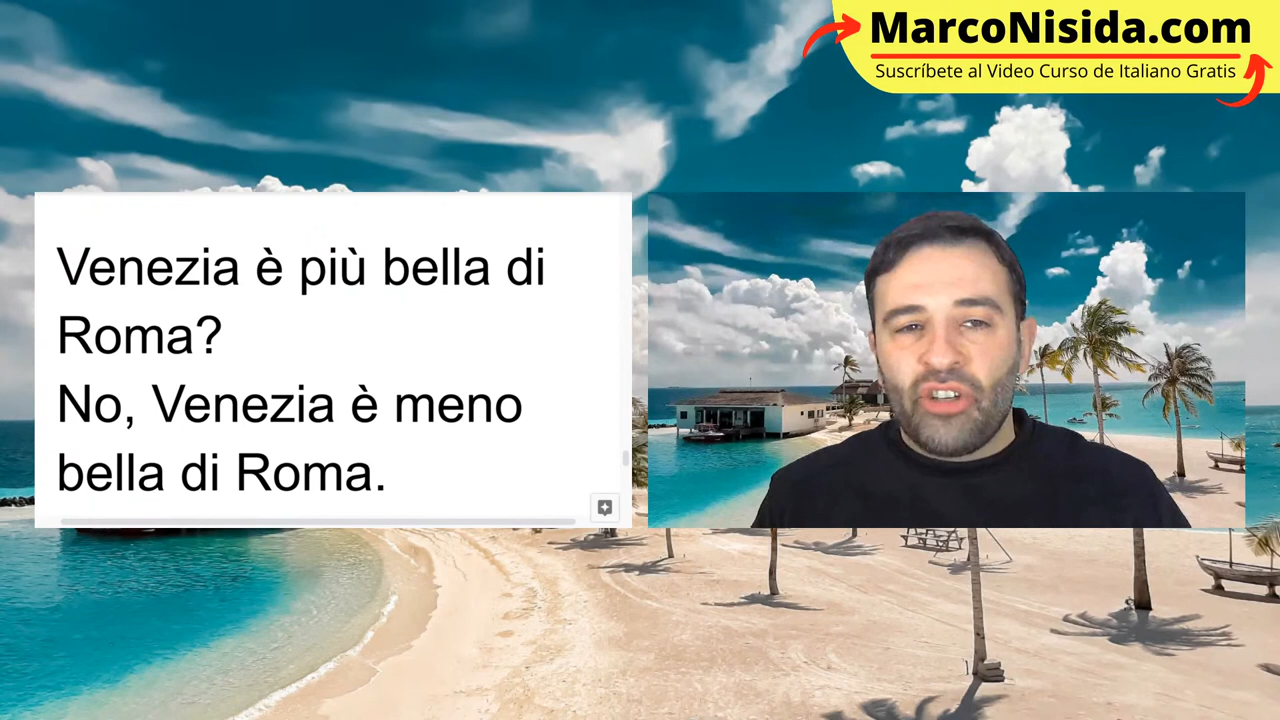 MarcoNisida.com
Suscríbete al Video Curso de Italiano Gratis
Venezia è più bella di
Roma?
No, Venezia è meno
bella di Roma.